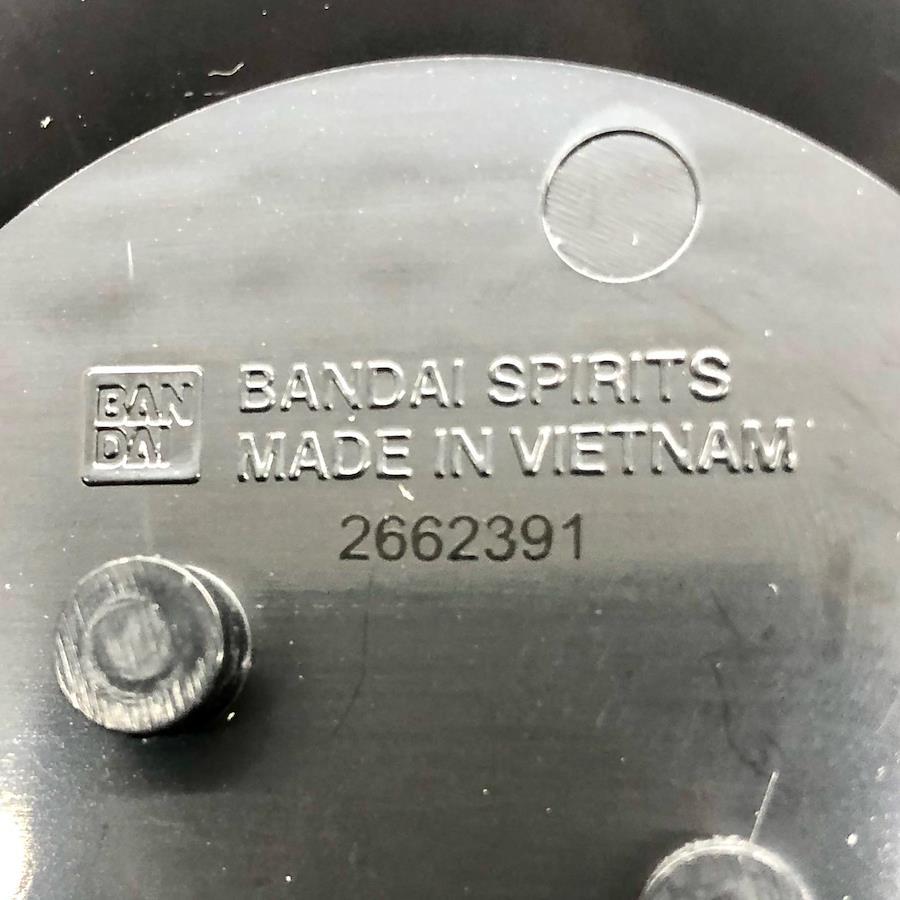 BAN
DAI
BANDAI SPIRITS
MADE IN VIETNAM
2662391